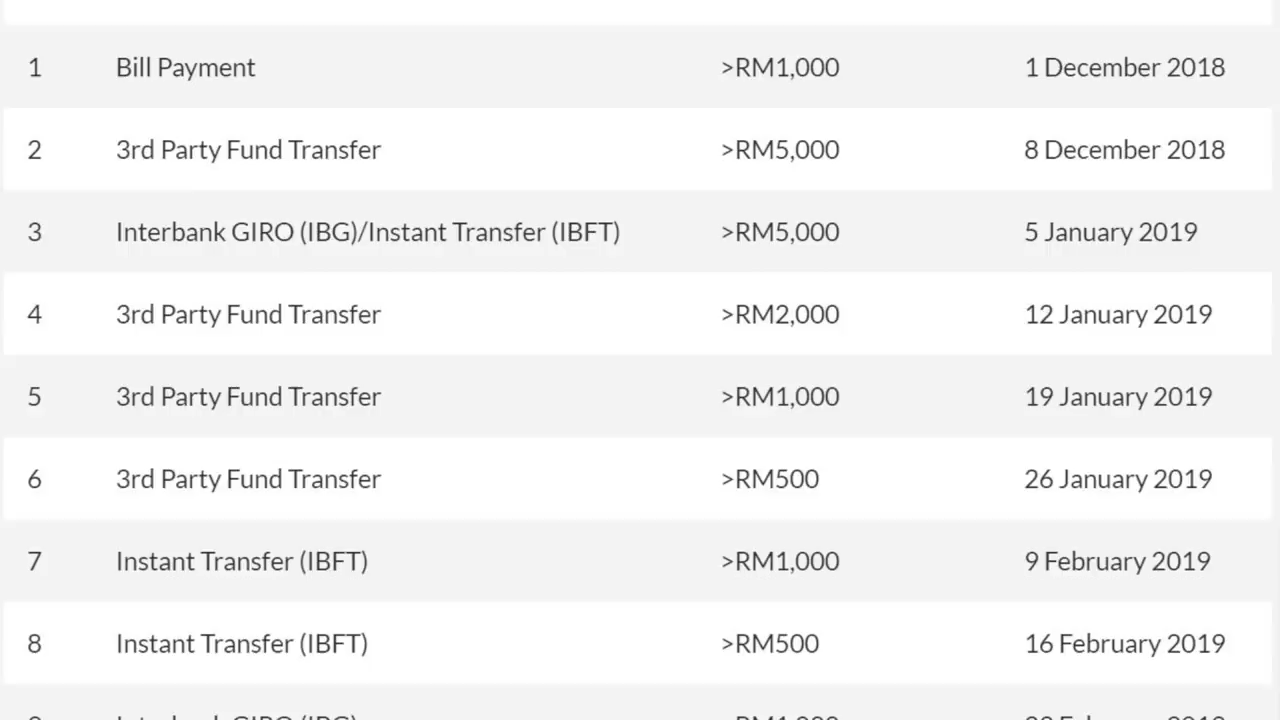 1 Bill Payment >RM1,000 1 December 2018
2 3rd Party Fund Transfer >RM5,000 8 December 2018
3 Interbank GIRO (IBG)/Instant Transfer (IBFT) >RM5,000 5 January 2019
4 3rd Party Fund Transfer >RM2,000 12 January 2019
5 3rd Party Fund Transfer >RM1,000 19 January 2019
6 3rd Party Fund Transfer >RM500 26 January 2019
7 Instant Transfer (IBFT) >RM1,000 9 February 2019
8 Instant Transfer (IBFT) >RM500 16 February 2019